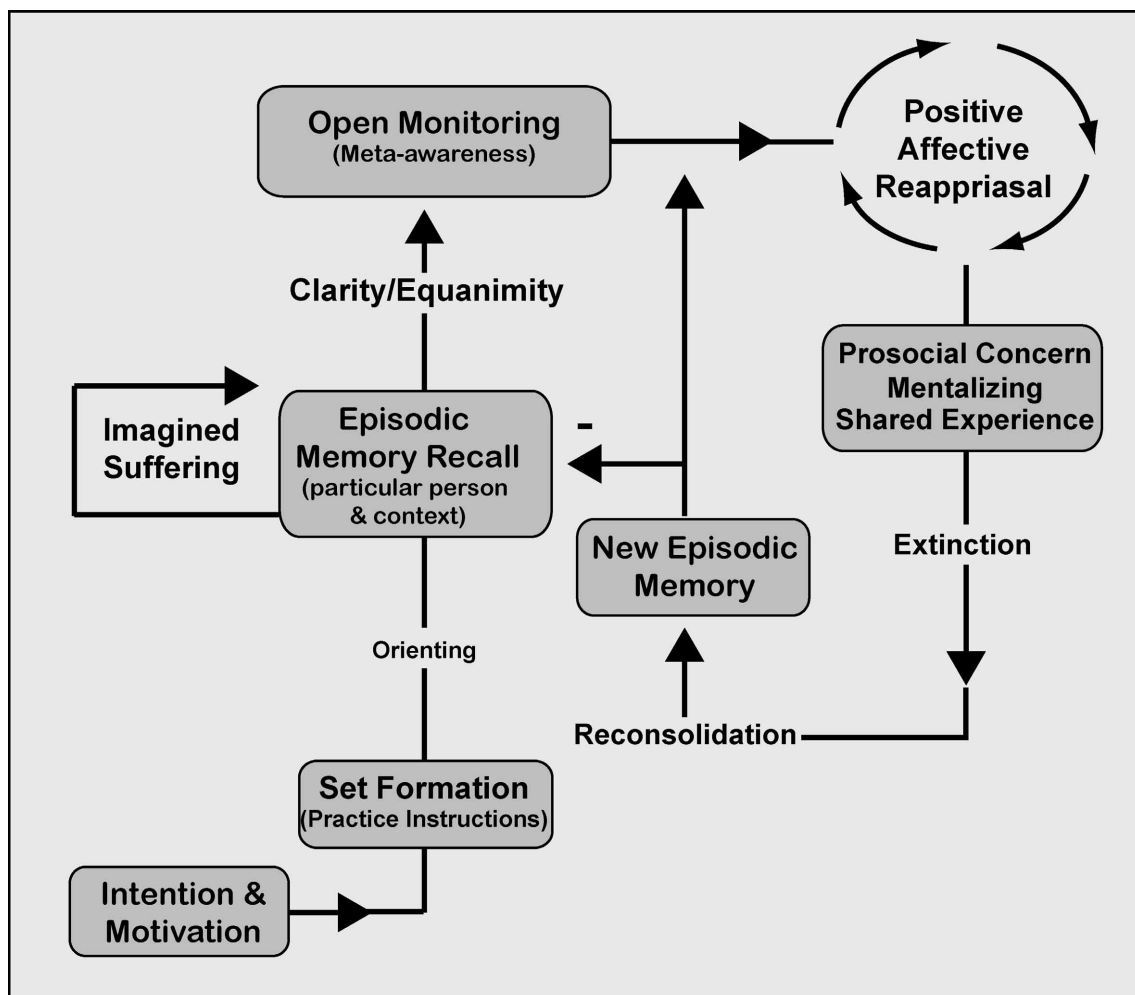 Open Monitoring
(Meta-awareness)
Positive
Affective
Reappriasal
Clarity/Equanimity
Prosocial Concern
Mentalizing
Shared Experience
Imagined
Suffering
Episodic
Memory Recall
(particular person
& context)
-
New Episodic
Memory
Extinction
Orienting
Reconsolidation
Set Formation
(Practice Instructions)
Intention &
Motivation